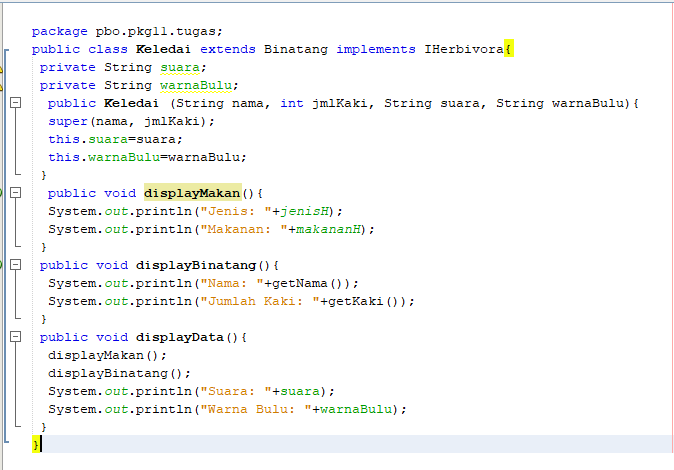 package pbo.pkg11.tugas;
public class Keledai extends Binatang implements IHerbivora{
private String suara;
private String warnaBulu;
public Keledai (String nama, int jmlKaki, String suara, String warnaBulu){
super(nama, jmlKaki);
this.suara=suara;
this.warnaBulu=warnaBulu;
}
public void displayMakan(){
System.out.println("Jenis: "+jenisH);
System.out.println("Makanan: "+makananH);
}
public void displayBinatang(){
System.out.println("Nama: "+getNama());
System.out.println("Jumlah Kaki: "+getKaki());
}
public void displayData(){
displayMakan();
displayBinatang();
System.out.println("Suara: "+suara);
System.out.println("Warna Bulu: "+warnaBulu);
}
}